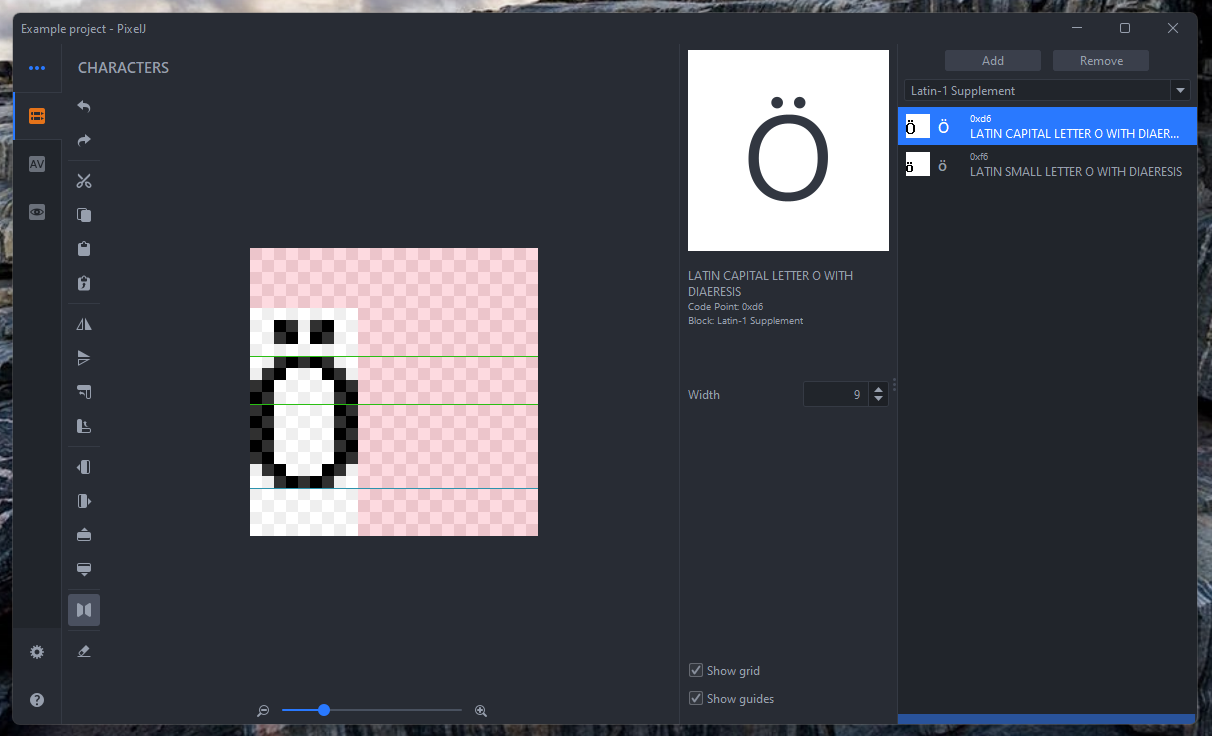 Example project - PixelJ
CHARACTERS
AV
Ö
LATIN CAPITAL LETTER O WITH
DIAERESIS
Code Point: 0xd6
Block: Latin-1 Supplement
Width
9
Show grid
Show guides
Add
Remove
Latin-1 Supplement
Ö Ö
0xd6
LATIN CAPITAL LETTER O WITH DIAER...
ö ö
0xf6
LATIN SMALL LETTER O WITH DIAERESIS